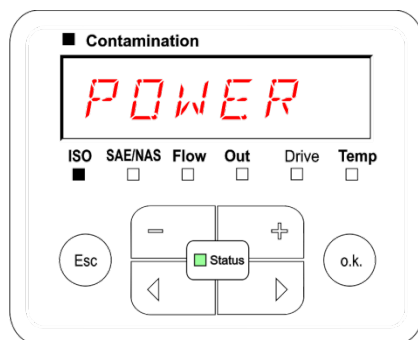 Contamination
POWER
ISO SAE/NAS Flow Out Drive Temp
− +
Esc Status o.k.